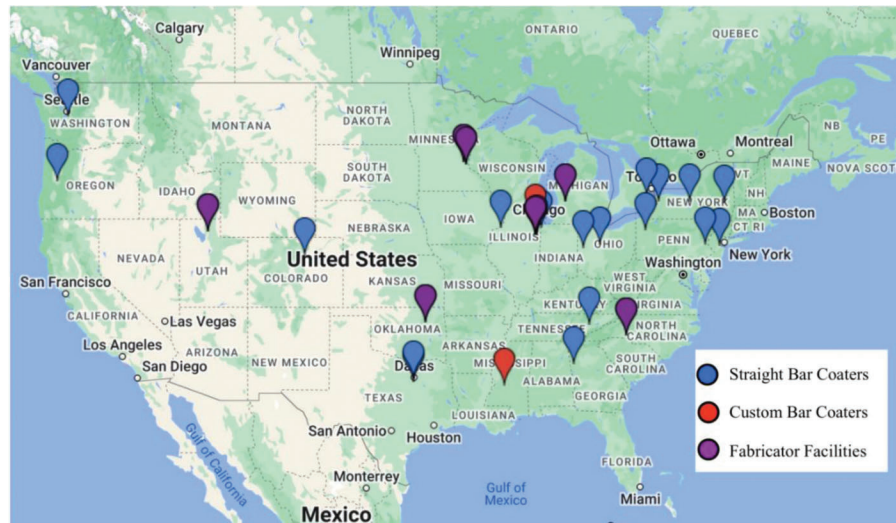 Calgary
ONTARIO
QUEBEC
Vancouver
Winnipeg
Seattle
WASHINGTON
MONTANA
NORTH
DAKOTA
MINNES
Ottawa
Montreal
NB
PE
MAINE
NOVA SCOT
OREGON
IDAHO
SOUTH
DAKOTA
WISCONSIN
MICHIGAN
To
VT
NH
NEW YORK
MA
CT RI
Boston
WYOMING
IOWA
Chicago
NEBRASKA
ILLINOIS
OHIO
PENN
New York
NEVADA
UTAH
United States
COLORADO
INDIANA
Washington
San Francisco
KANSAS
MISSOURI
WEST
VIRGINIA
KENTUCKY
VIRGINIA
CALIFORNIA
Las Vegas
OKLAHOMA
TENNESSEE
NORTH
CAROLINA
Los Angeles
ARIZONA
NEW MEXICO
ARKANSAS
San Diego
Dallas
MISSISSIPPI
ALABAMA
SOUTH
CAROLINA
TEXAS
GEORGIA
LOUISIANA
San Antonio
Houston
Gulf of California
FLORIDA
Monterrey
Gulf of
Mexico
Miami
Mexico
Straight Bar Coaters
Custom Bar Coaters
Fabricator Facilities